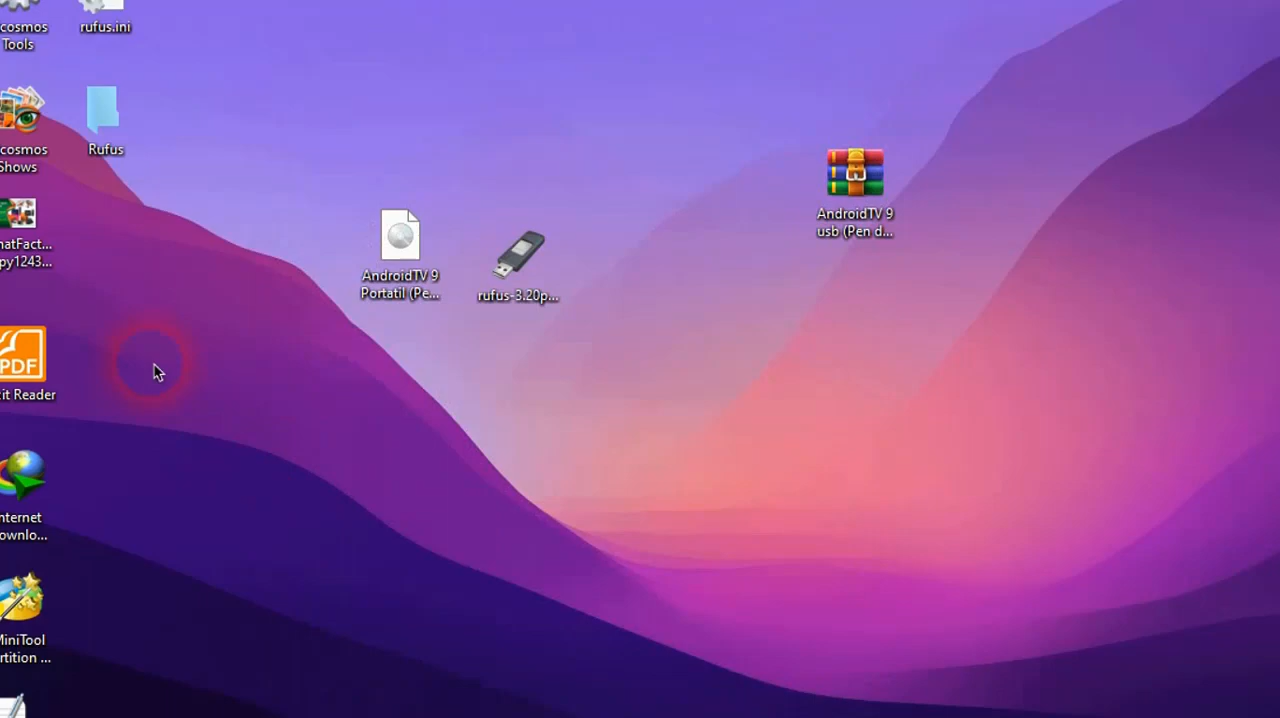 cosmos
Tools
rufus.ini
cosmos
Shows
Rufus
AndroidTV 9
usb (Pen d...
hatFact...
py1243...
AndroidTV 9
Portatil (Pe...
rufus-3.20p...
PDF
it Reader
nternet
ownlo...
MiniTool
rtition ...